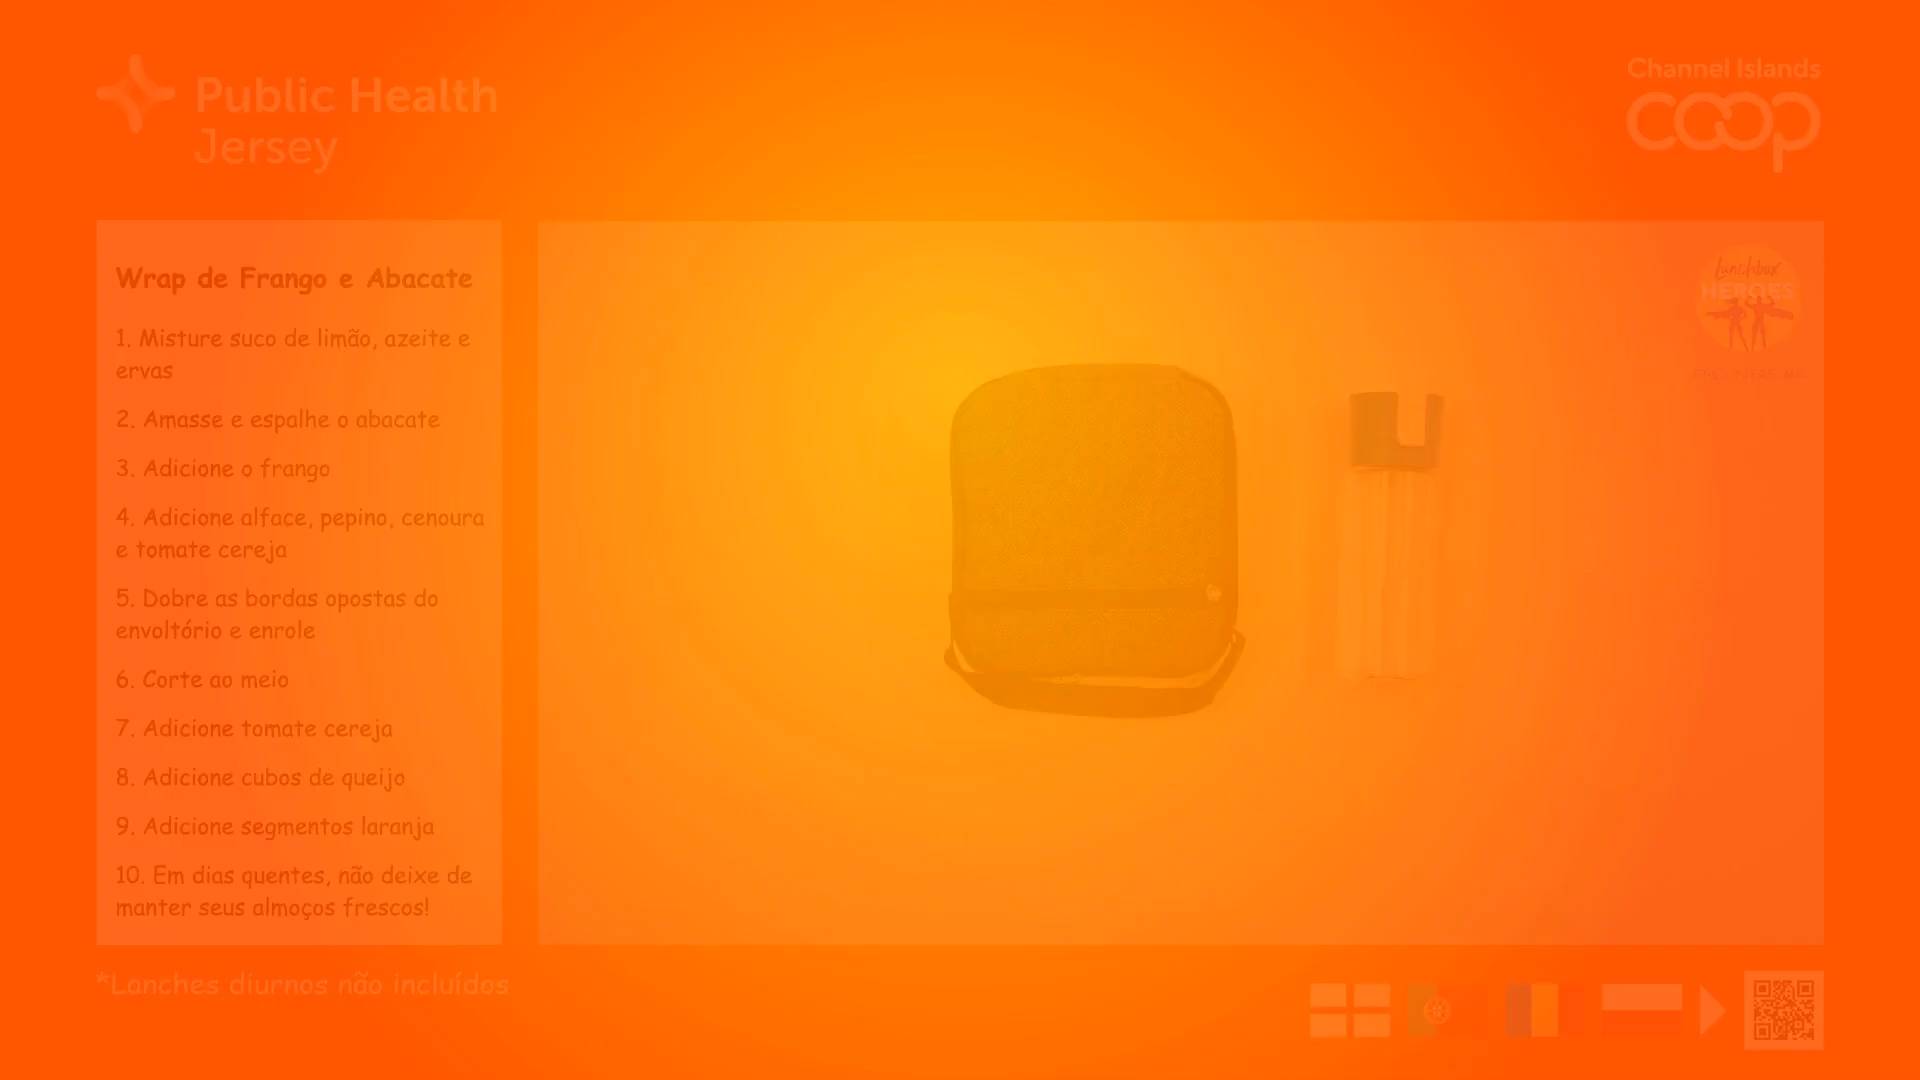 Public Health
Jersey
Channel Islands
coop
Wrap de Frango e Abacate
1. Misture suco de limão, azeite e
ervas
2. Amasse e espalhe o abacate
3. Adicione o frango
4. Adicione alface, pepino, cenoura
e tomate cereja
5. Dobre as bordas opostas do
envoltório e enrole
6. Corte ao meio
7. Adicione tomate cereja
8. Adicione cubos de queijo
9. Adicione segmentos laranja
10. Em dias quentes, não deixe de
manter seus almoços frescos!
Lunchbox
HEROES
*Lanches diurnos não incluídos